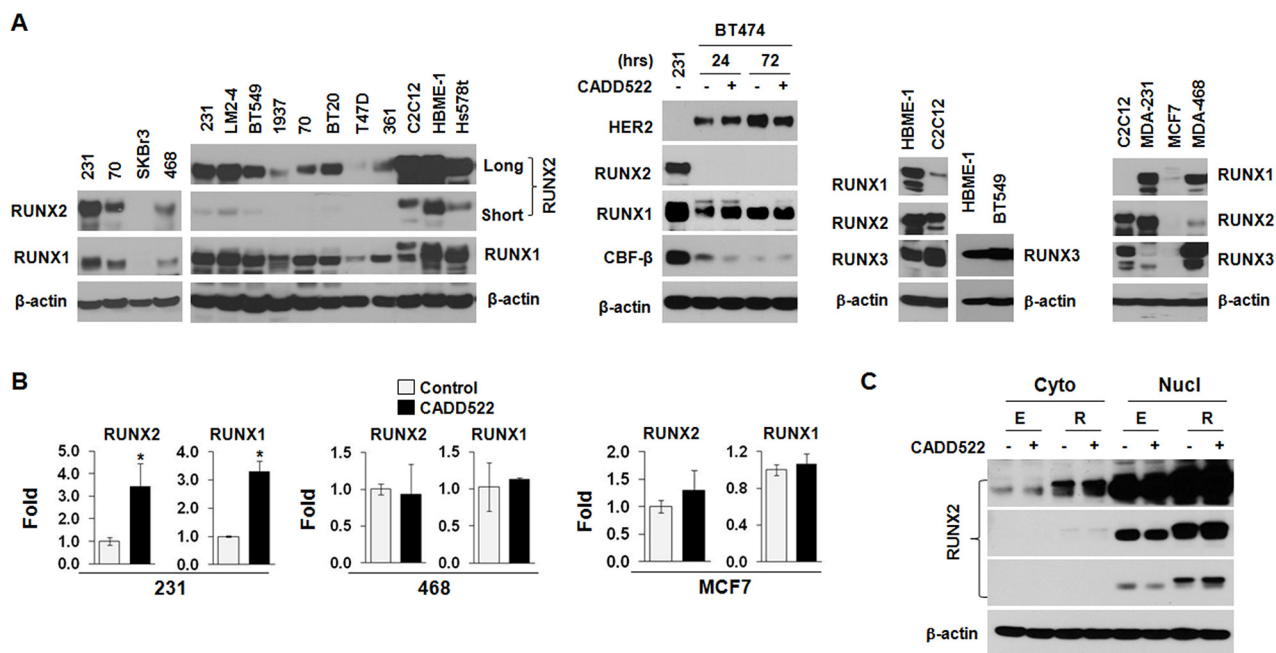 A
231
70
SKBr3
468
RUNX2
RUNX1
β-actin
231
LM2-4
BT549
1937
70
BT20
T47D
361
C2C12
HBME-1
Hs578t
Long
Short
RUNX2
RUNX1
β-actin
BT474
(hrs) 24 72
231
CADD522 - - + - +
HER2
RUNX2
RUNX1
CBF-β
β-actin
HBME-1
C2C12
RUNX1
RUNX2
RUNX3
β-actin
HBME-1
BT549
RUNX3
β-actin
C2C12
MDA-231
MCF7
MDA-468
RUNX1
RUNX2
RUNX3
β-actin
B
Control
CADD522
RUNX2
Fold
5.0
4.0
3.0
2.0
1.0
0.0
*
RUNX1
4.0
3.0
2.0
1.0
0.0
*
231
RUNX2
1.5
1.0
0.5
0.0
RUNX1
1.5
1.0
0.5
0.0
468
RUNX2
Fold
2.0
1.5
1.0
0.5
0.0
RUNX1
1.2
0.8
0.4
0.0
MCF7
C
Cyto Nucl
E R E R
CADD522 - + - + - + - +
RUNX2
β-actin